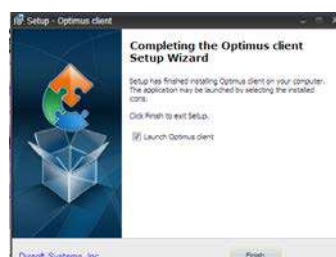 Setup - Optimus client
Completing the Optimus client
Setup Wizard
Setup has finished installing Optimus client on your computer.
The application may be launched by selecting the installed
icons.
Click Finish to exit Setup.
Launch Optimus client
Systems, Inc
Finish